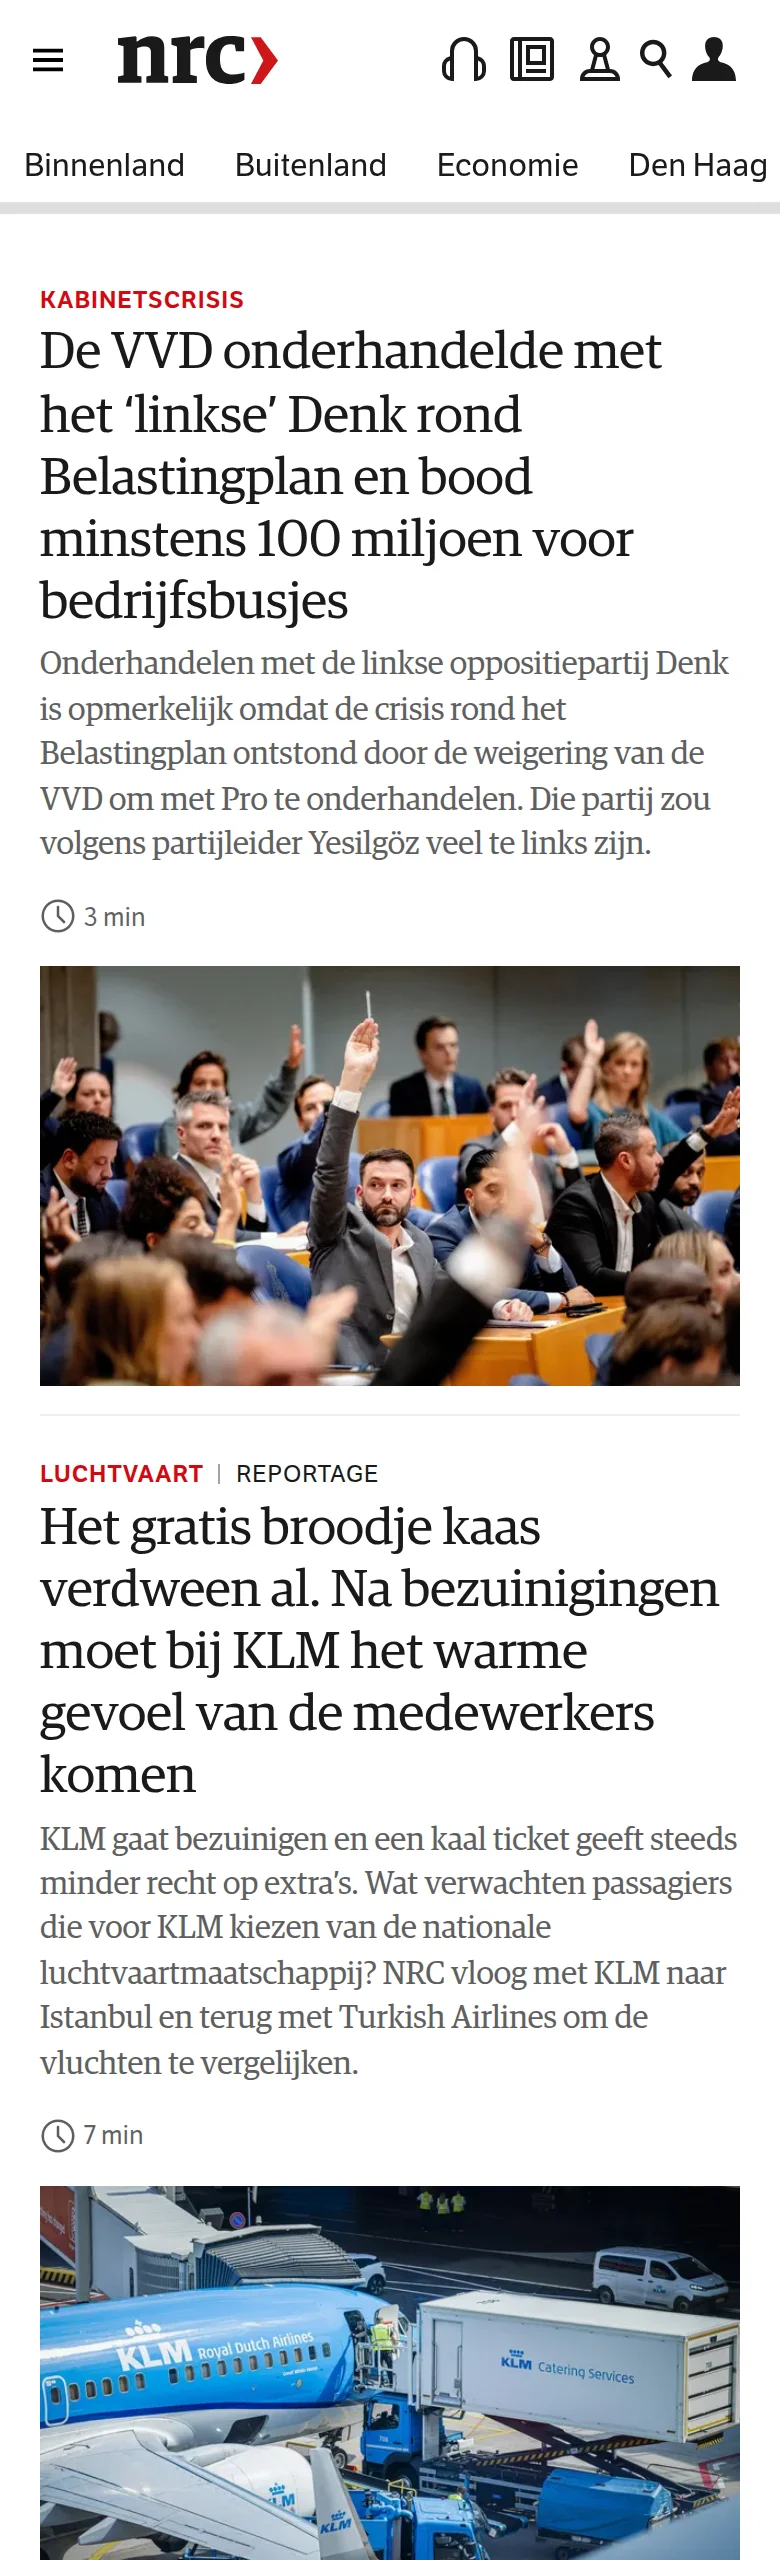 nrc
Binnenland Buitenland Economie Den Haag
KABINETSCRISIS
De VVD onderhandelde met
het ‘linkse’ Denk rond
Belastingplan en bood
minstens 100 miljoen voor
bedrijfsbusjes
Onderhandelen met de linkse oppositiepartij Denk
is opmerkelijk omdat de crisis rond het
Belastingplan ontstond door de weigering van de
VVD om met Pro te onderhandelen. Die partij zou
volgens partijleider Yesilgöz veel te links zijn.
3 min
LUCHTVAART | REPORTAGE
Het gratis broodje kaas
verdween al. Na bezuinigingen
moet bij KLM het warme
gevoel van de medewerkers
komen
KLM gaat bezuinigen en een kaal ticket geeft steeds
minder recht op extra’s. Wat verwachten passagiers
die voor KLM kiezen van de nationale
luchtvaartmaatschappij? NRC vloog met KLM naar
Istanbul en terug met Turkish Airlines om de
vluchten te vergelijken.
7 min
KLM Royal Dutch Airlines
KLM Catering Services
KLM